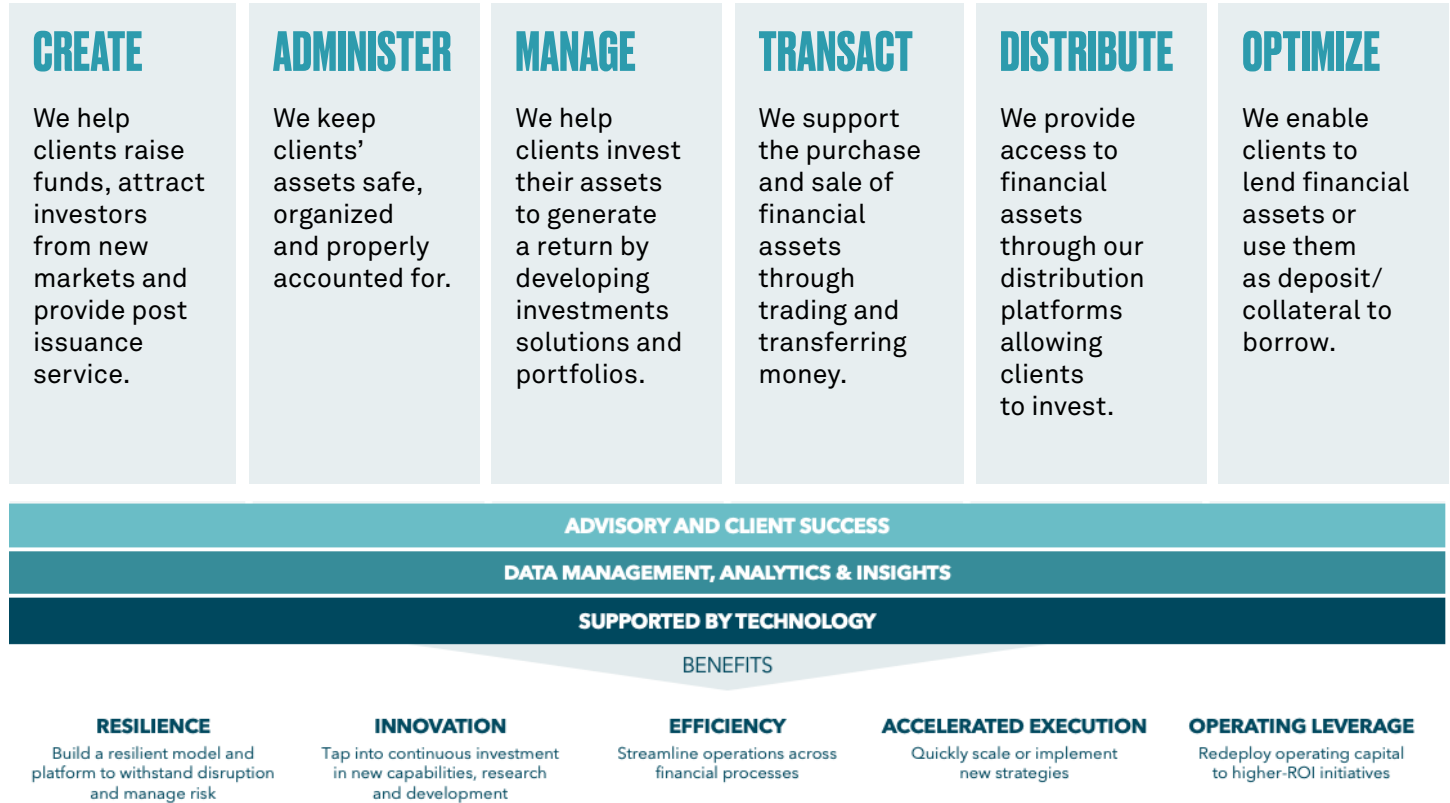 CREATE
We help
clients raise
funds, attract
investors
from new
markets and
provide post
issuance
service.
ADMINISTER
We keep
clients’
assets safe,
organized
and properly
accounted for.
MANAGE
We help
clients invest
their assets
to generate
a return by
developing
investments
solutions and
portfolios.
TRANSACT
We support
the purchase
and sale of
financial
assets
through
trading and
transferring
money.
DISTRIBUTE
We provide
access to
financial
assets
through our
distribution
platforms
allowing
clients
to invest.
OPTIMIZE
We enable
clients to
lend financial
assets or
use them
as deposit/
collateral to
borrow.
ADVISORY AND CLIENT SUCCESS
DATA MANAGEMENT, ANALYTICS & INSIGHTS
SUPPORTED BY TECHNOLOGY
BENEFITS
RESILIENCE
Build a resilient model and
platform to withstand disruption
and manage risk
INNOVATION
Tap into continuous investment
in new capabilities, research
and development
EFFICIENCY
Streamline operations across
financial processes
ACCELERATED EXECUTION
Quickly scale or implement
new strategies
OPERATING LEVERAGE
Redeploy operating capital
to higher-ROI initiatives